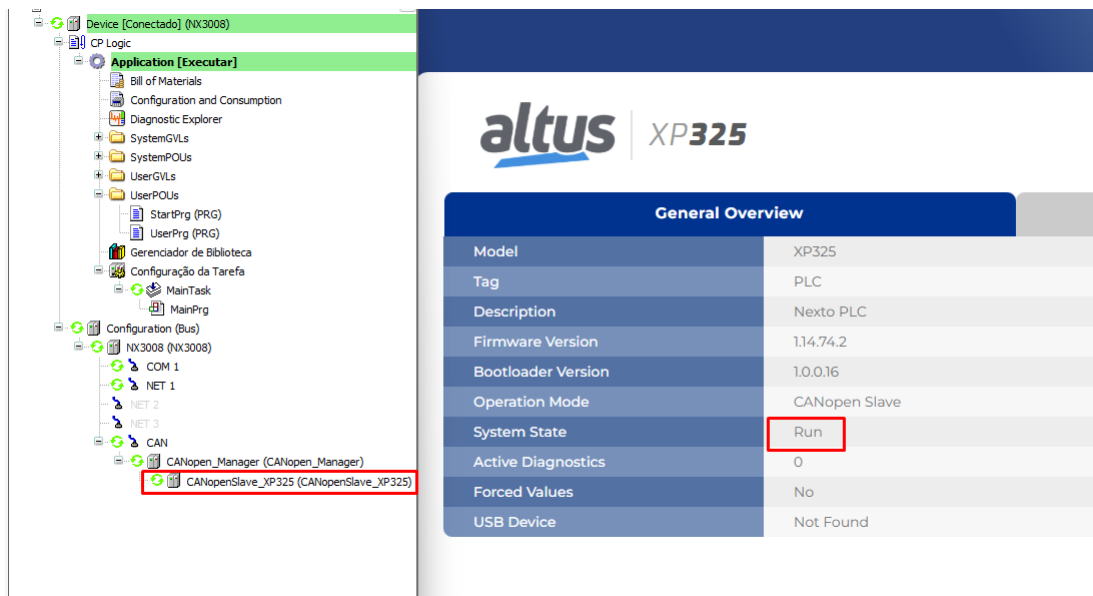 Device [Conectado] (NX3008)
CP Logic
Application [Executar]
Bill of Materials
Configuration and Consumption
Diagnostic Explorer
SystemGVLs
SystemPOUs
UserGVLs
UserPOUs
StartPrg (PRG)
UserPrg (PRG)
Gerenciador de Biblioteca
Configuração da Tarefa
MainTask
MainPrg
Configuration (Bus)
NX3008 (NX3008)
COM 1
NET 1
NET 2
NET 3
CAN
CANopen_Manager (CANopen_Manager)
CANopenSlave_XP325 (CANopenSlave_XP325)
altus XP325
General Overview
Model XP325
Tag PLC
Description Nexto PLC
Firmware Version 1.14.74.2
Bootloader Version 1.0.0.16
Operation Mode CANopen Slave
System State Run
Active Diagnostics 0
Forced Values No
USB Device Not Found